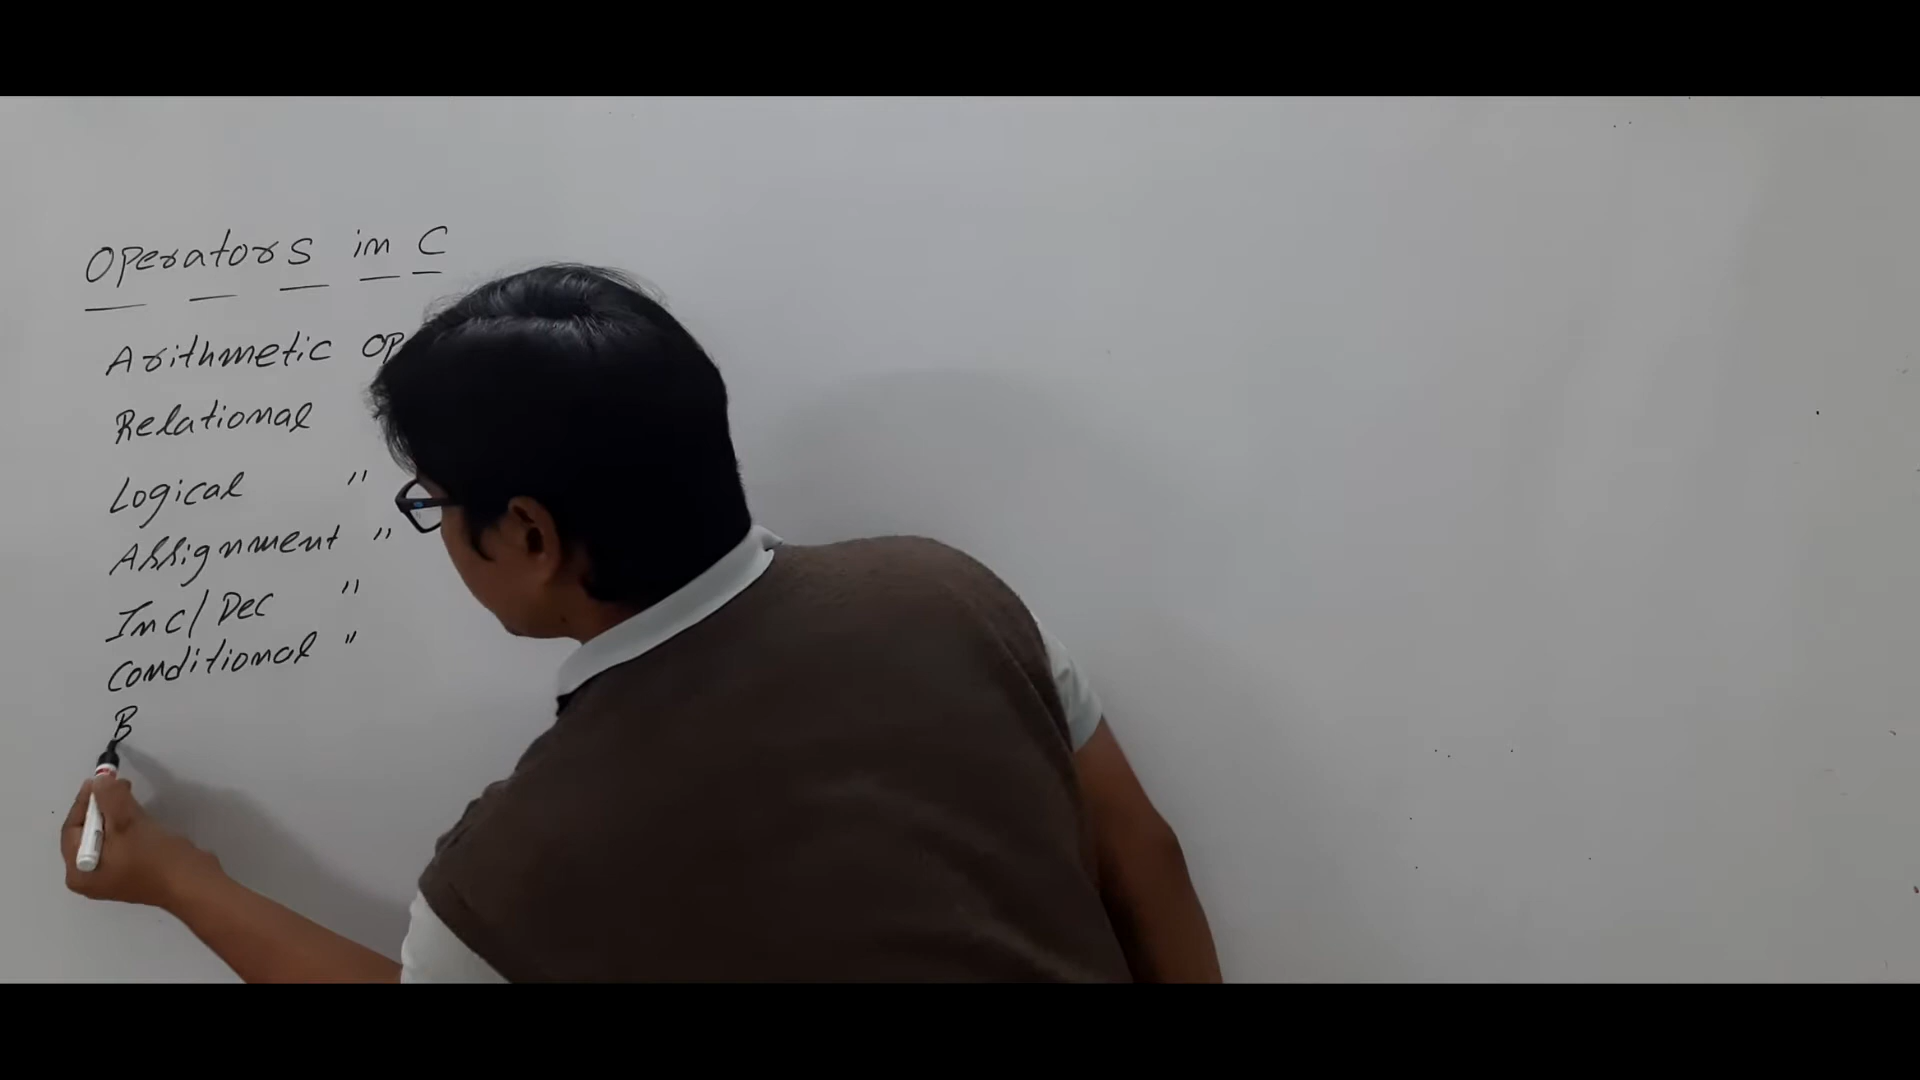 Operators in C
Arithmetic OP
Relational
Logical "
Assignment "
Inc/Dec "
Conditional "
B